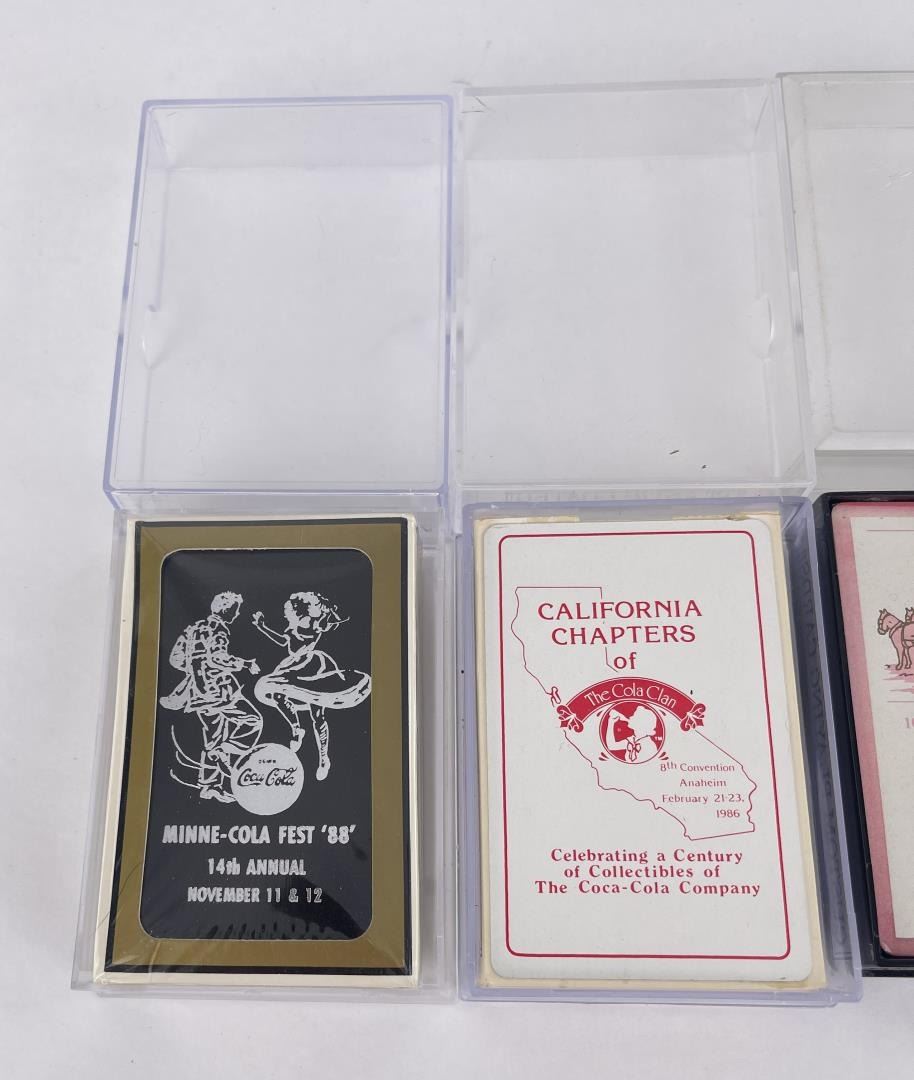 DRINK
Coca-Cola
MINNE-COLA FEST '88'
14th ANNUAL
NOVEMBER 11 & 12
CALIFORNIA
CHAPTERS
of
The Cola Clan
8th Convention
Anaheim
February 21-23,
1986
Celebrating a Century
of Collectibles of
The Coca-Cola Company